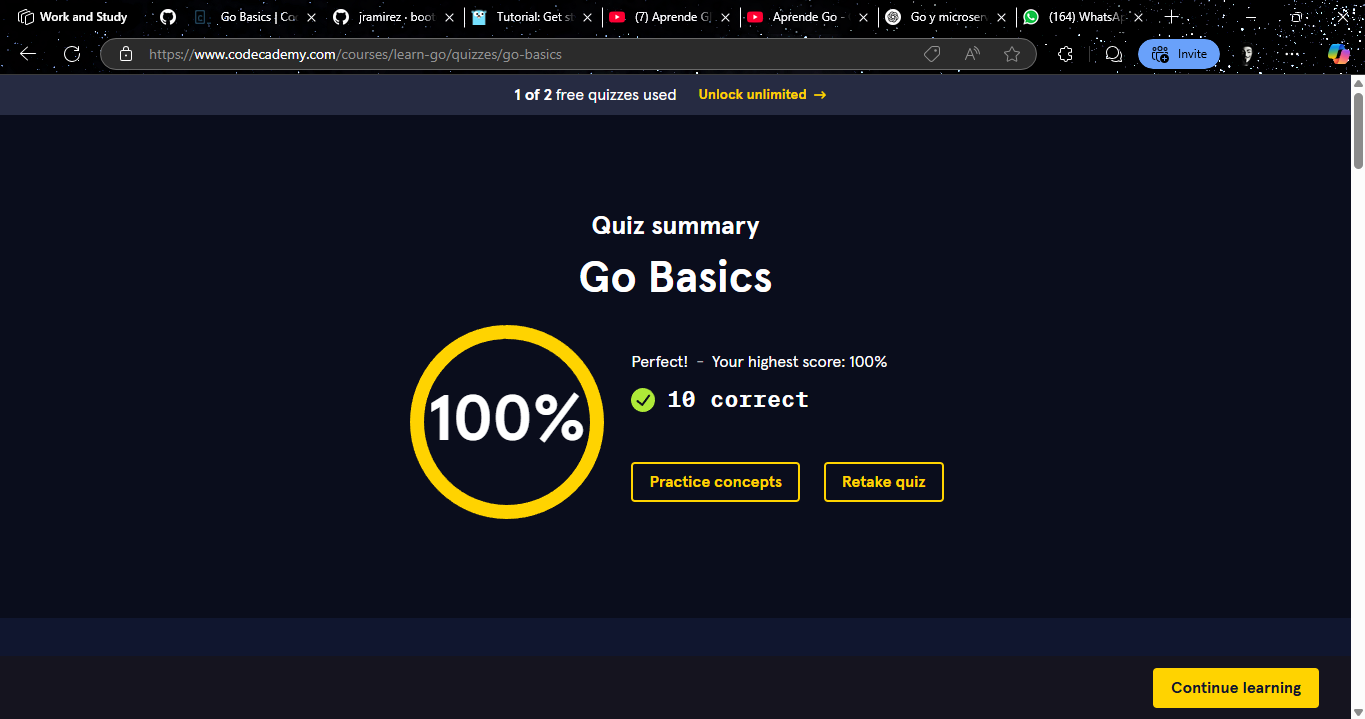 Work and Study
Go Basics | Co
jramirez · boot
Tutorial: Get st
(7) Aprende G
Aprende Go -
Go y microser
(164) WhatsAp
https://www.codecademy.com/courses/learn-go/quizzes/go-basics
Invite
1 of 2 free quizzes used Unlock unlimited →
Quiz summary
Go Basics
100%
Perfect! - Your highest score: 100%
10 correct
Practice concepts
Retake quiz
Continue learning